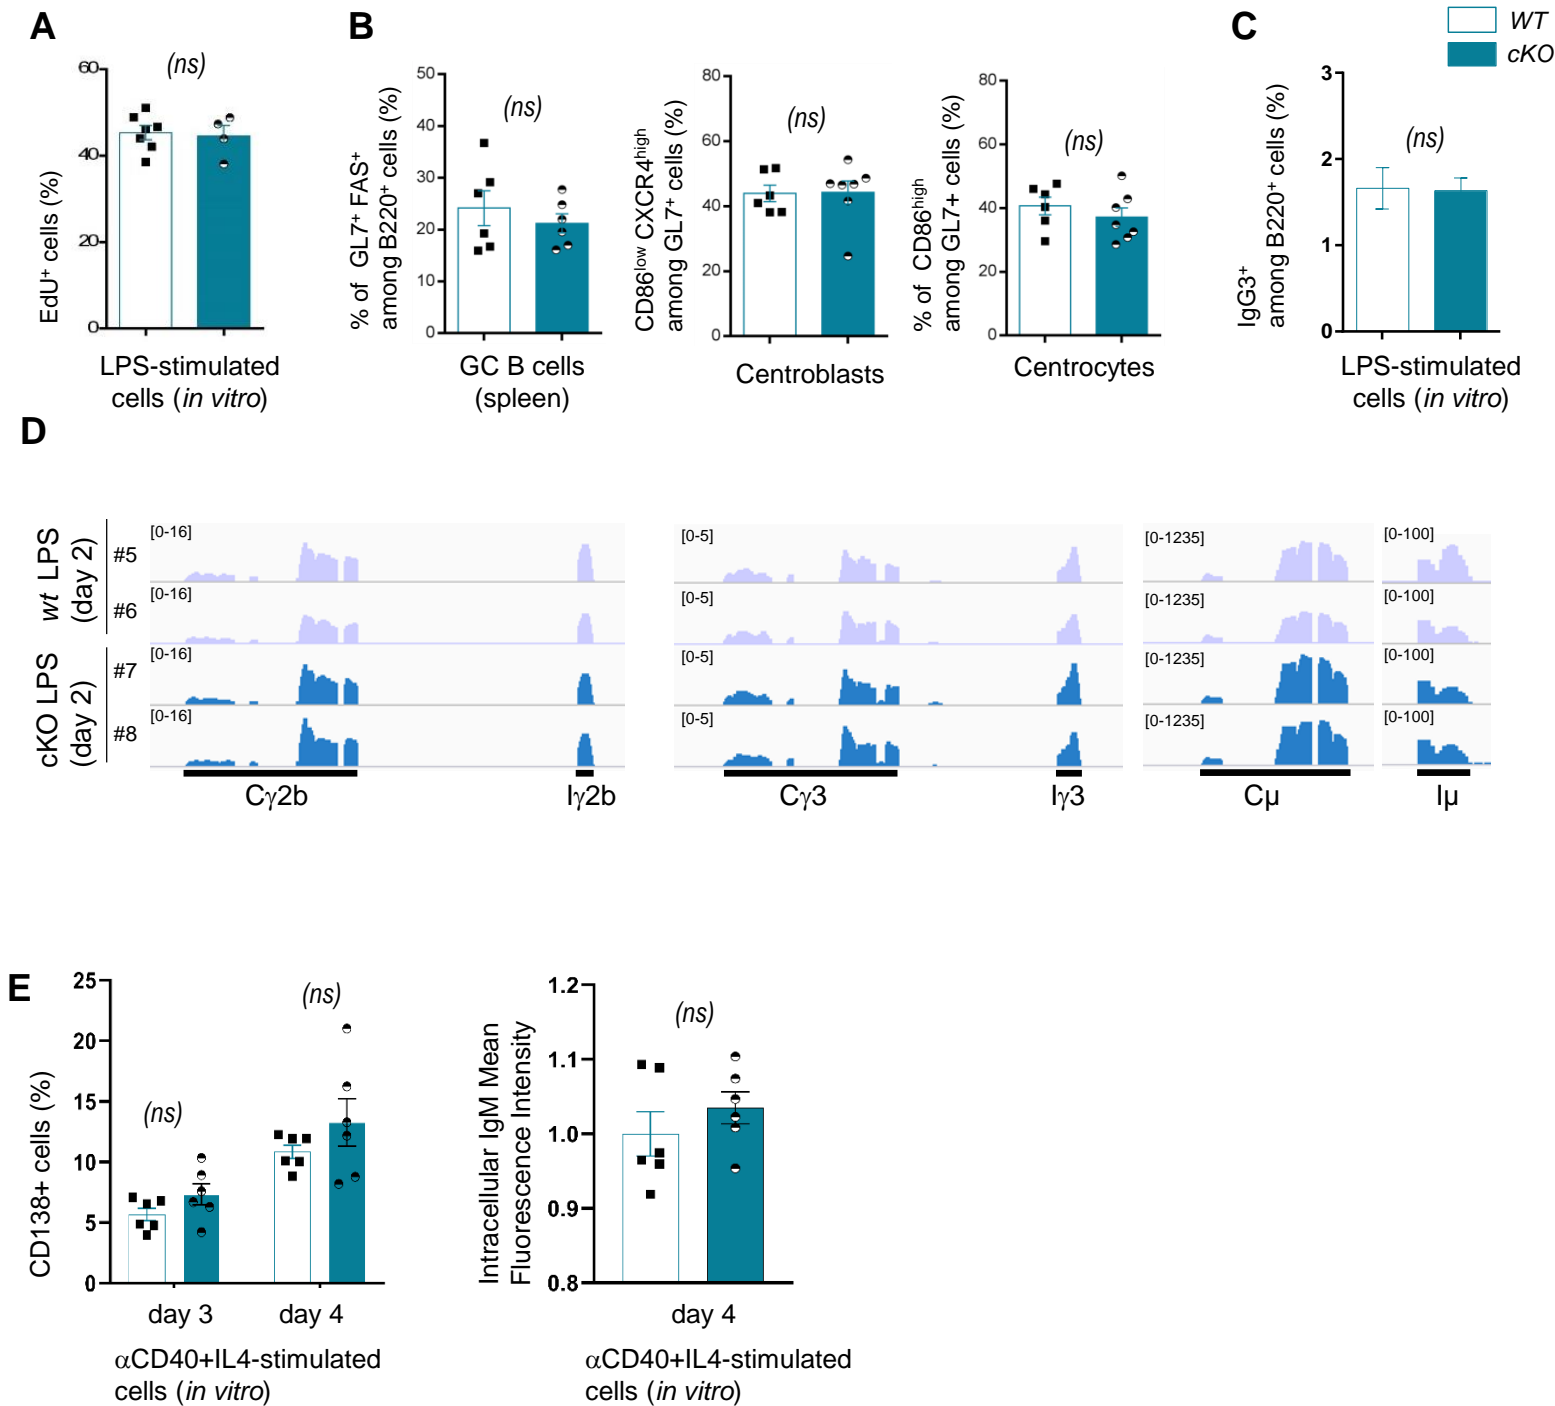 A
B
C
WT
cKO
(ns)
EdU⁺ cells (%)
60
40
20
0
LPS-stimulated
cells (in vitro)
(ns)
% of GL7⁺ FAS⁺
among B220⁺ cells (%)
50
40
30
20
10
0
GC B cells
(spleen)
(ns)
CD86ˡᵒʷ CXCR4ʰⁱᵍʰ
among GL7⁺ cells (%)
80
60
40
20
0
Centroblasts
(ns)
% of CD86ʰⁱᵍʰ
among GL7+ cells (%)
80
60
40
20
0
Centrocytes
(ns)
IgG3⁺
among B220⁺ cells (%)
3
2
1
0
LPS-stimulated
cells (in vitro)
D
wt LPS
(day 2)
cKO LPS
(day 2)
#5
[0-16]
[0-5]
[0-1235]
[0-100]
#6
[0-16]
[0-5]
[0-1235]
[0-100]
#7
[0-16]
[0-5]
[0-1235]
[0-100]
#8
[0-16]
[0-5]
[0-1235]
[0-100]
Cγ2b
Iγ2b
Cγ3
Iγ3
Cµ
Iµ
E
CD138+ cells (%)
25
20
15
10
5
0
(ns)
(ns)
day 3
day 4
αCD40+IL4-stimulated
cells (in vitro)
Intracellular IgM Mean
Fluorescence Intensity
1.2
1.1
1.0
0.9
0.8
(ns)
day 4
αCD40+IL4-stimulated
cells (in vitro)